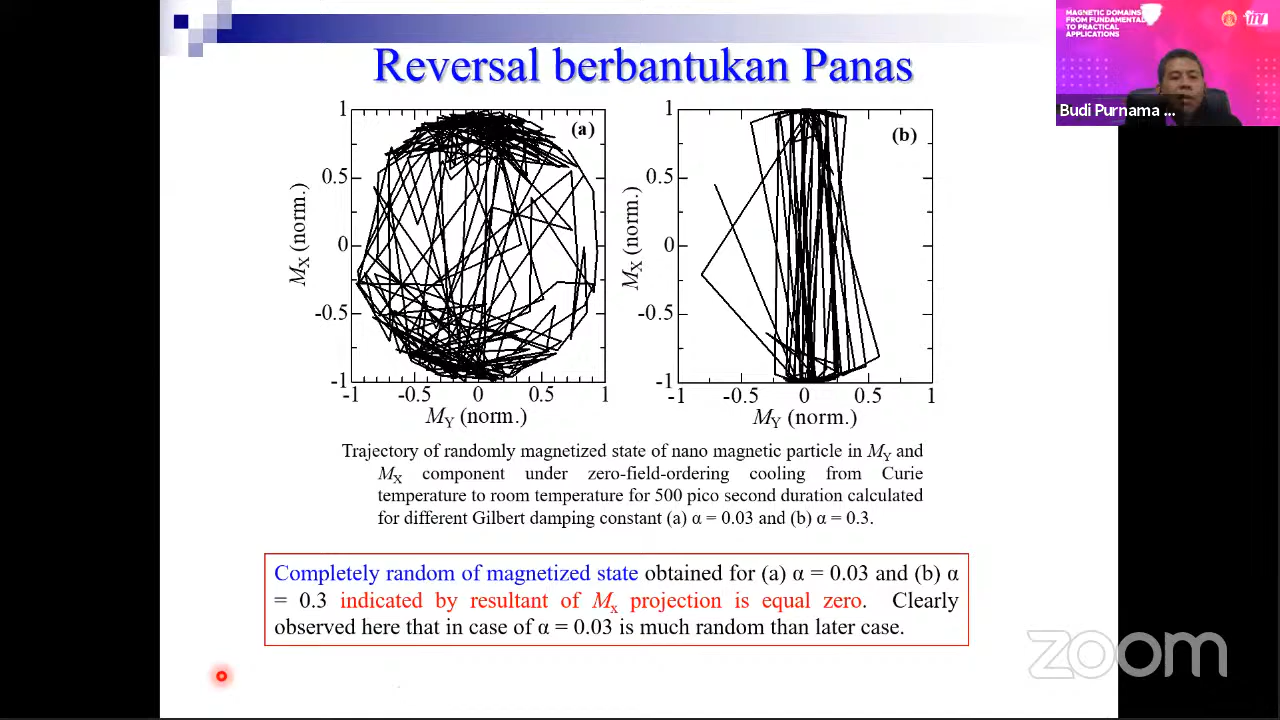 Reversal berbantukan Panas
MAGNETIC DOMAINS
FROM FUNDAMENTAL
TO PRACTICAL
APPLICATIONS
Budi Purnama ...
(a)
1
0.5
0
-0.5
-1
-1 -0.5 0 0.5 1
MX (norm.)
MY (norm.)
(b)
1
0.5
0
-0.5
-1
-1 -0.5 0 0.5 1
MX (norm.)
MY (norm.)
Trajectory of randomly magnetized state of nano magnetic particle in MY and
MX component under zero-field-ordering cooling from Curie
temperature to room temperature for 500 pico second duration calculated
for different Gilbert damping constant (a) α = 0.03 and (b) α = 0.3.
Completely random of magnetized state obtained for (a) α = 0.03 and (b) α
= 0.3 indicated by resultant of Mx projection is equal zero. Clearly
observed here that in case of α = 0.03 is much random than later case.
zoom